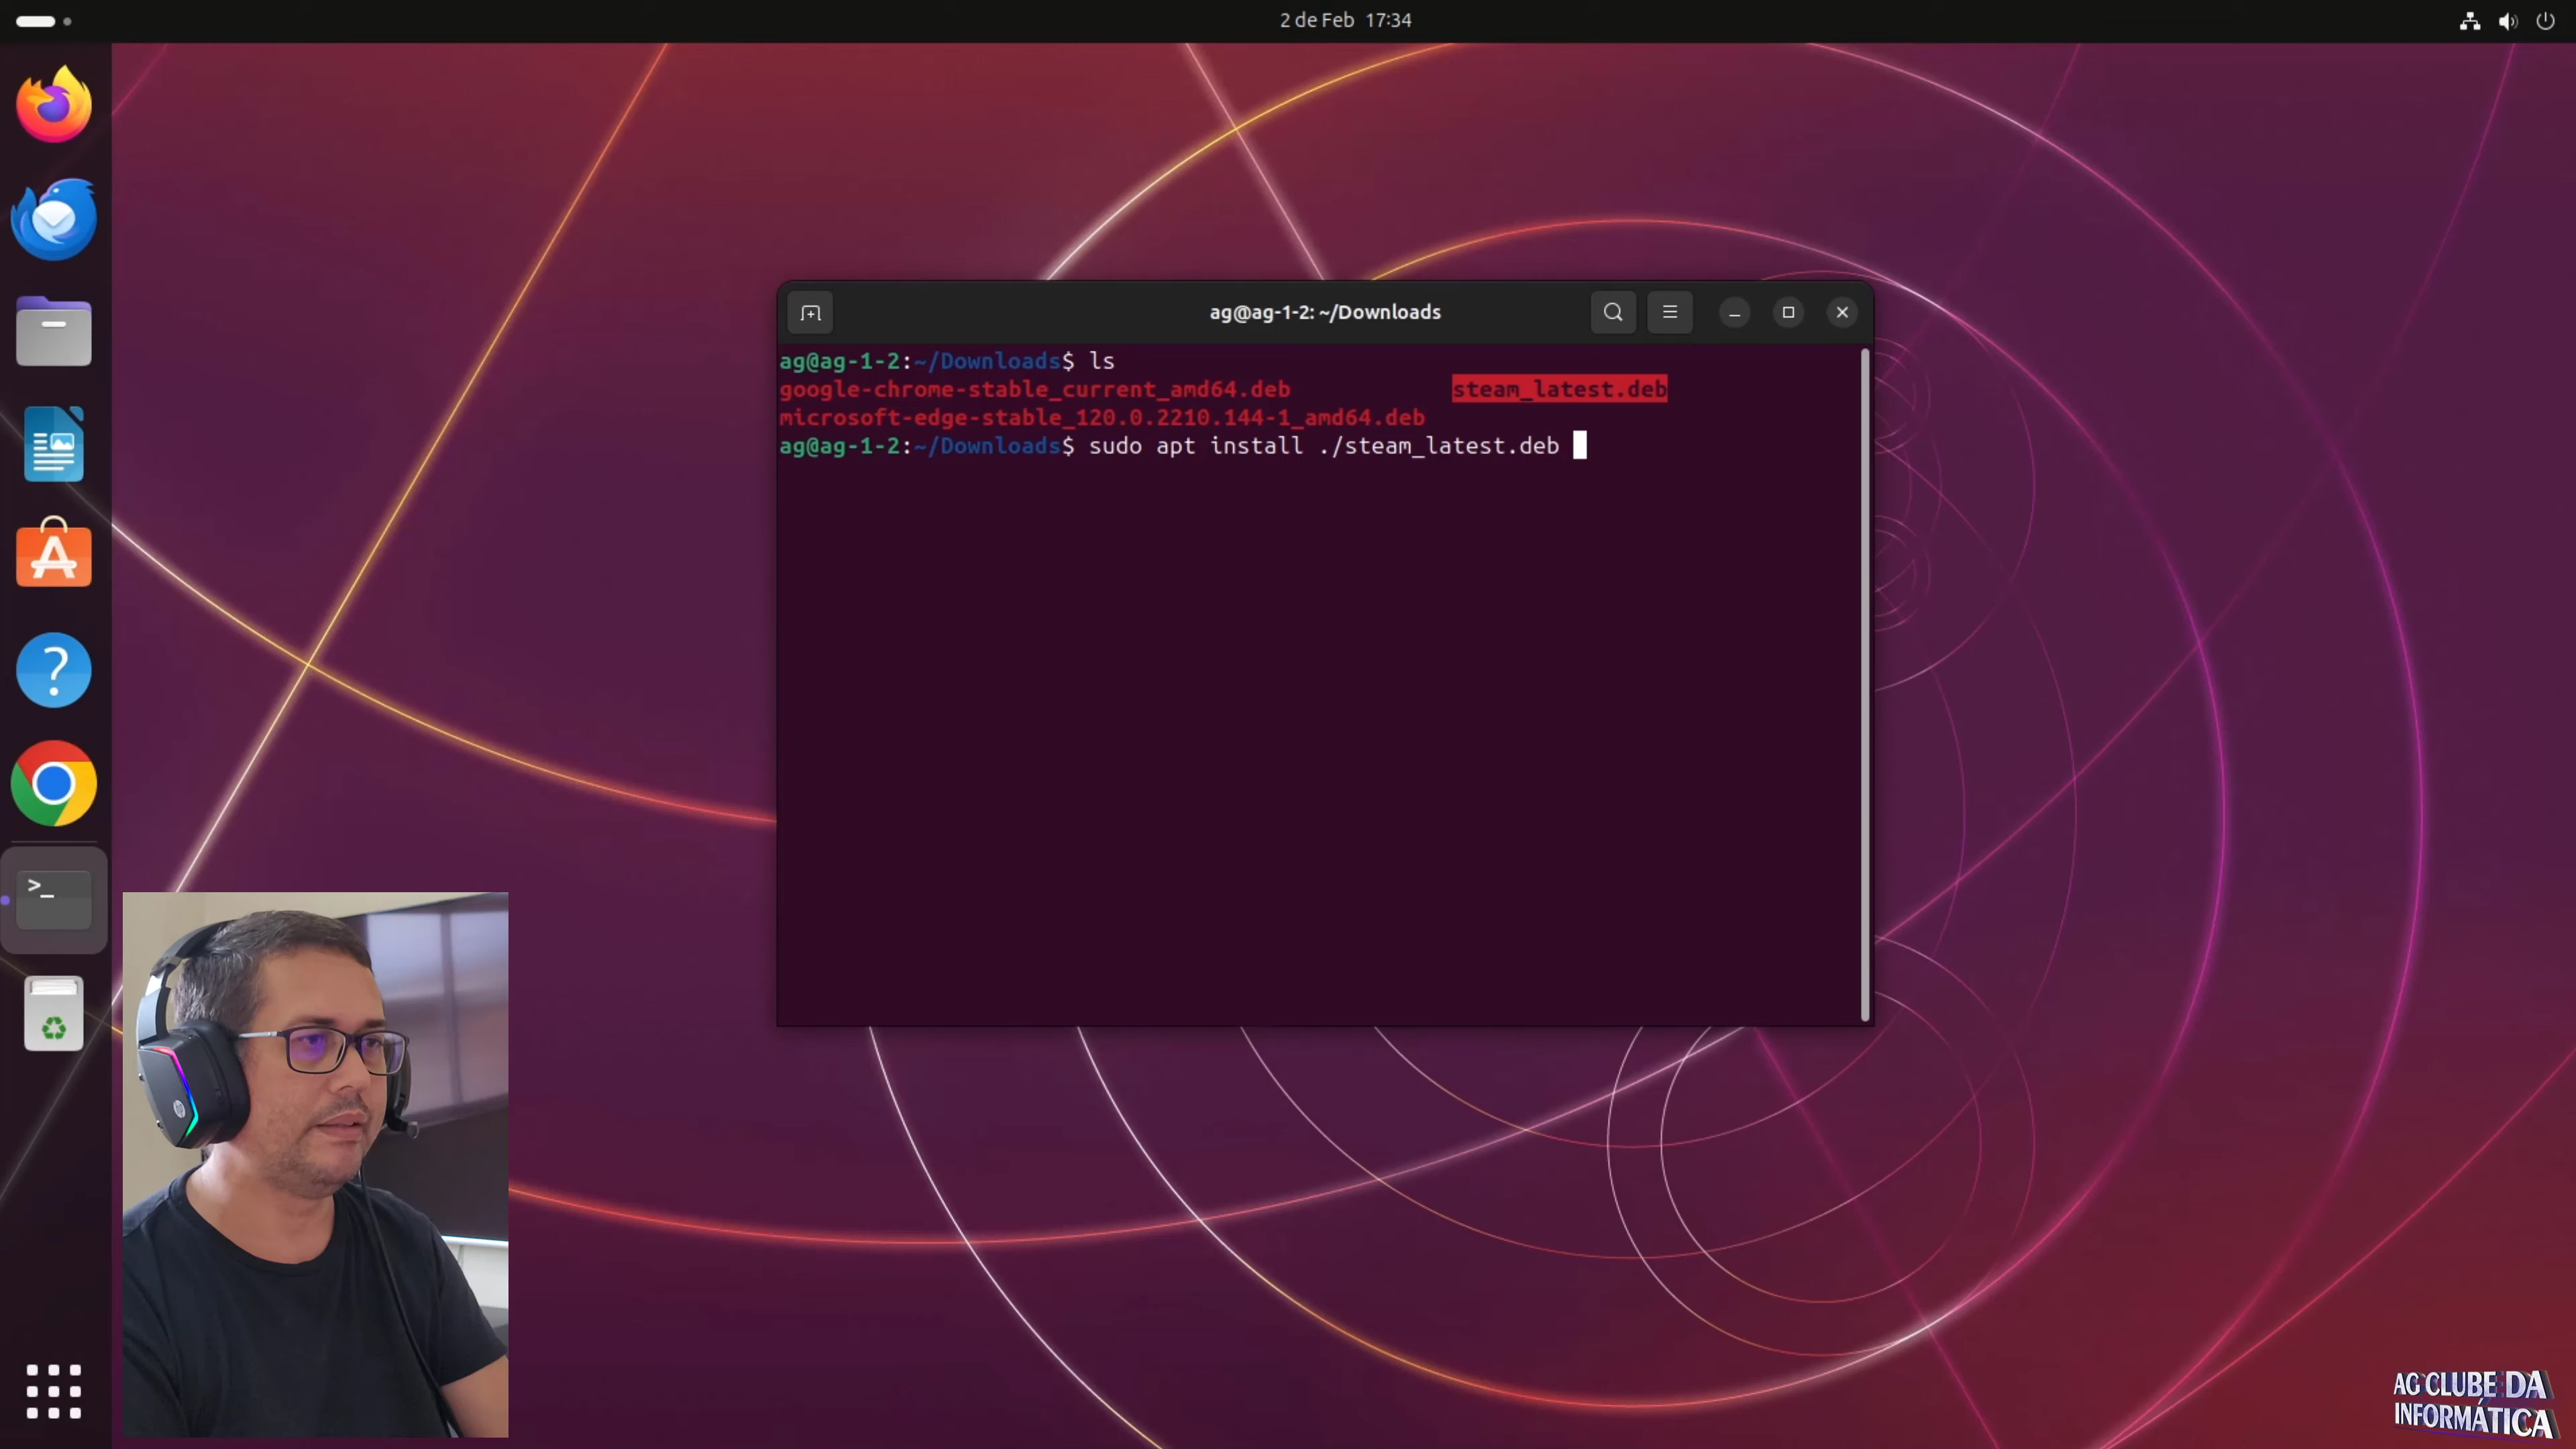 2 de Feb 17:34
ag@ag-1-2: ~/Downloads
ag@ag-1-2:~/Downloads$ ls
google-chrome-stable_current_amd64.deb steam_latest.deb
microsoft-edge-stable_120.0.2210.144-1_amd64.deb
ag@ag-1-2:~/Downloads$ sudo apt install ./steam_latest.deb
AG CLUBE DA
INFORMÁTICA